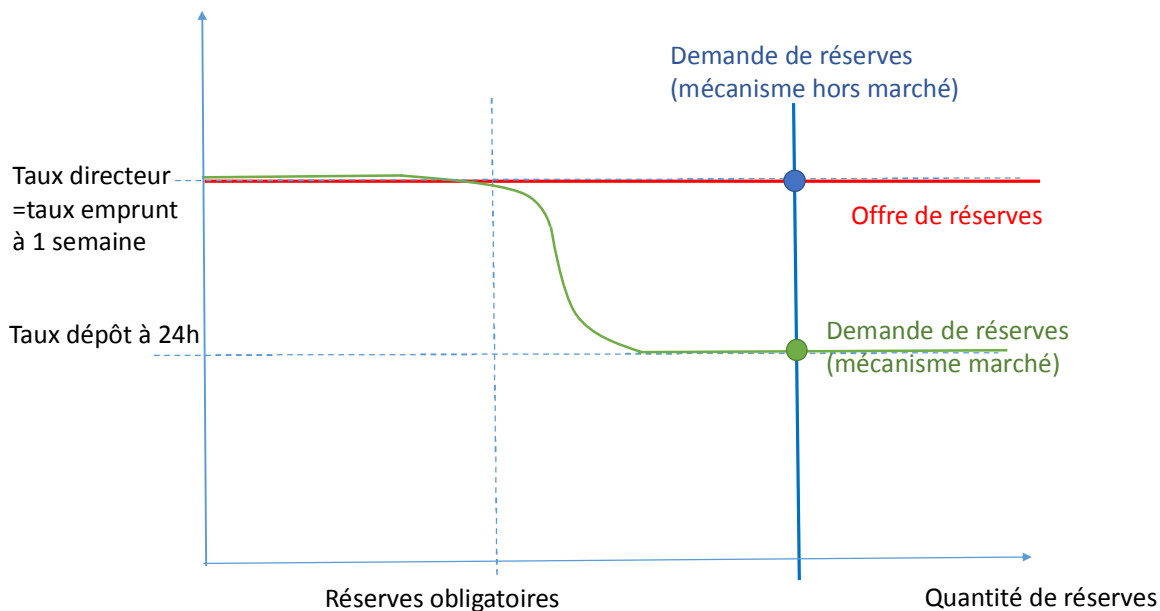 Demande de réserves
(mécanisme hors marché)
Taux directeur
=taux emprunt
à 1 semaine
Offre de réserves
Taux dépôt à 24h
Demande de réserves
(mécanisme marché)
Réserves obligatoires
Quantité de réserves